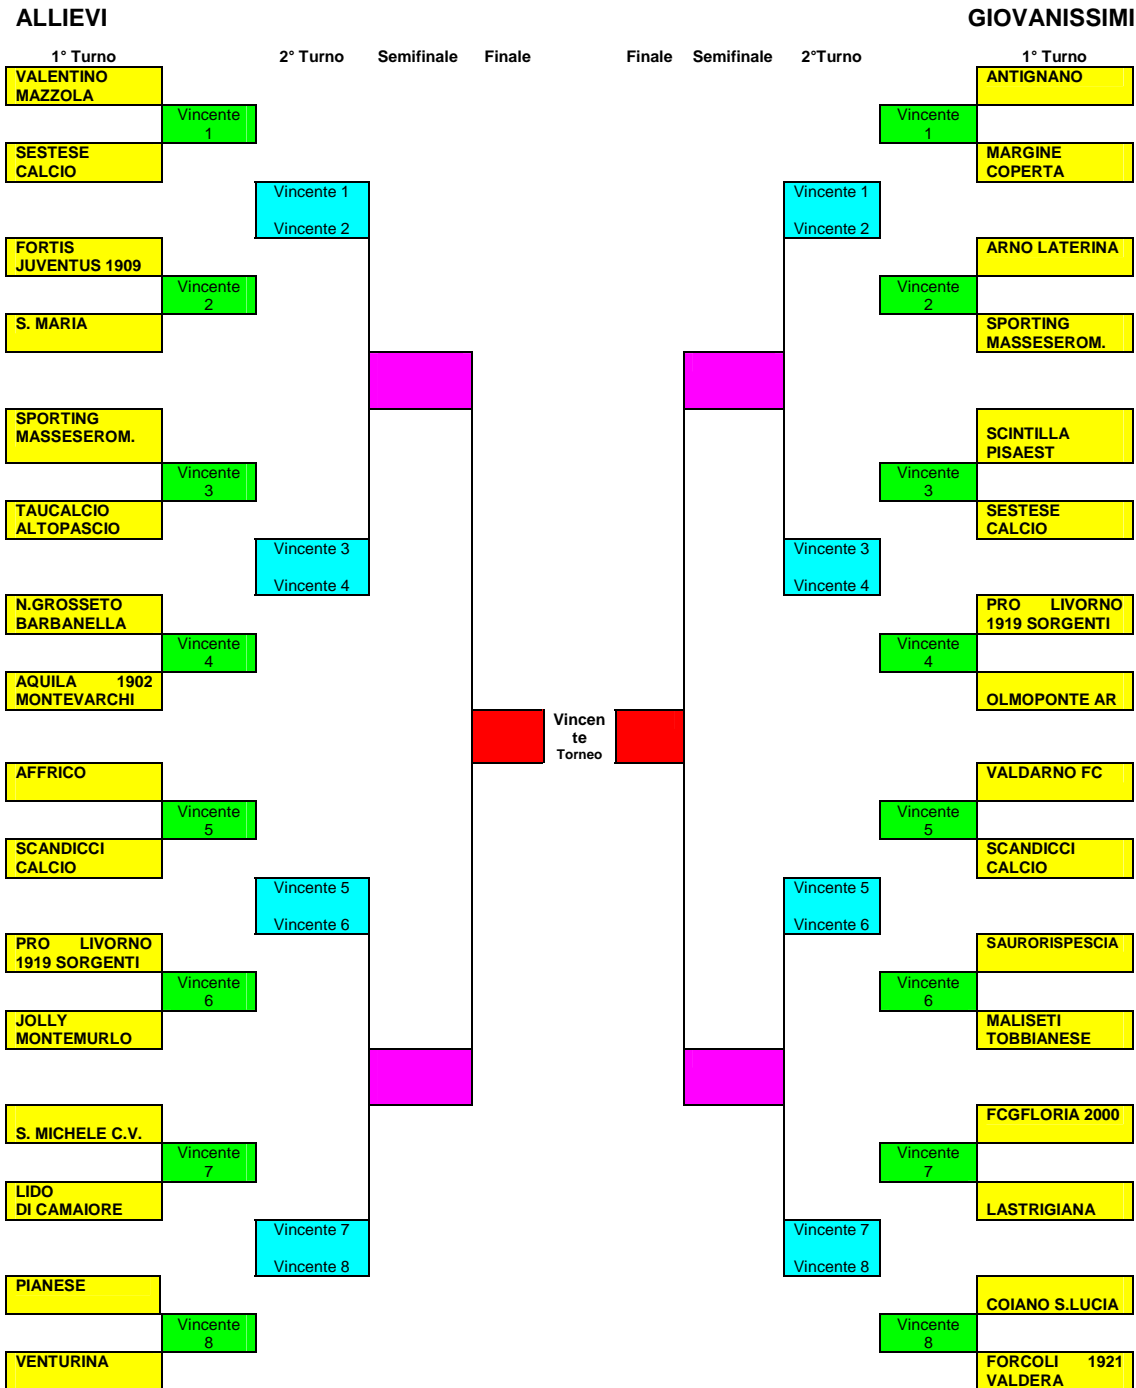 ALLIEVI
GIOVANISSIMI
1° Turno
2° Turno
Semifinale
Finale
Finale
Semifinale
2°Turno
1° Turno
VALENTINO
MAZZOLA
Vincente
1
SESTESE
CALCIO
Vincente 1
Vincente 2
FORTIS
JUVENTUS 1909
Vincente
2
S. MARIA
SPORTING
MASSESEROM.
Vincente
3
TAUCALCIO
ALTOPASCIO
Vincente 3
Vincente 4
N.GROSSETO
BARBANELLA
Vincente
4
AQUILA 1902
MONTEVARCHI
AFFRICO
Vincente
5
SCANDICCI
CALCIO
Vincente 5
Vincente 6
PRO LIVORNO
1919 SORGENTI
Vincente
6
JOLLY
MONTEMURLO
S. MICHELE C.V.
Vincente
7
LIDO
DI CAMAIORE
Vincente 7
Vincente 8
PIANESE
Vincente
8
VENTURINA
Vincen
te
Torneo
ANTIGNANO
Vincente
1
MARGINE
COPERTA
Vincente 1
Vincente 2
ARNO LATERINA
Vincente
2
SPORTING
MASSESEROM.
SCINTILLA
PISAEST
Vincente
3
SESTESE
CALCIO
Vincente 3
Vincente 4
PRO LIVORNO
1919 SORGENTI
Vincente
4
OLMOPONTE AR
VALDARNO FC
Vincente
5
SCANDICCI
CALCIO
Vincente 5
Vincente 6
SAURORISPESCIA
Vincente
6
MALISETI
TOBBIANESE
FCGFLORIA 2000
Vincente
7
LASTRIGIANA
Vincente 7
Vincente 8
COIANO S.LUCIA
Vincente
8
FORCOLI 1921
VALDERA